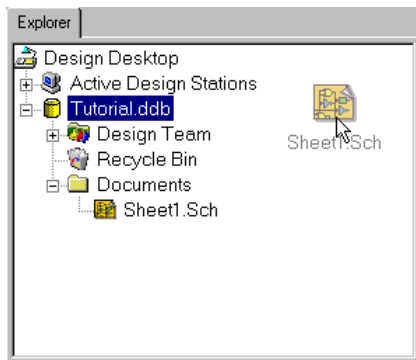 Explorer
Design Desktop
Active Design Stations
Tutorial.ddb
Design Team
Sheet1.Sch
Recycle Bin
Documents
Sheet1.Sch